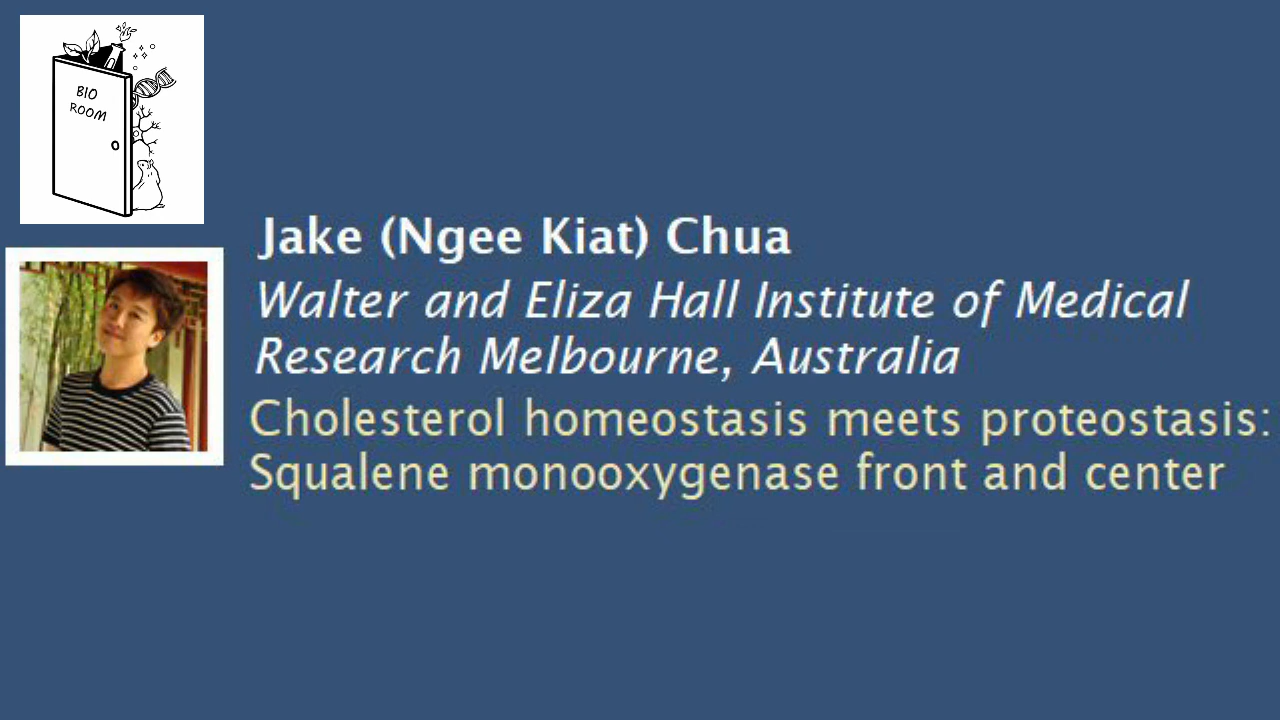 BIO
ROOM
Jake (Ngee Kiat) Chua
Walter and Eliza Hall Institute of Medical
Research Melbourne, Australia
Cholesterol homeostasis meets proteostasis:
Squalene monooxygenase front and center